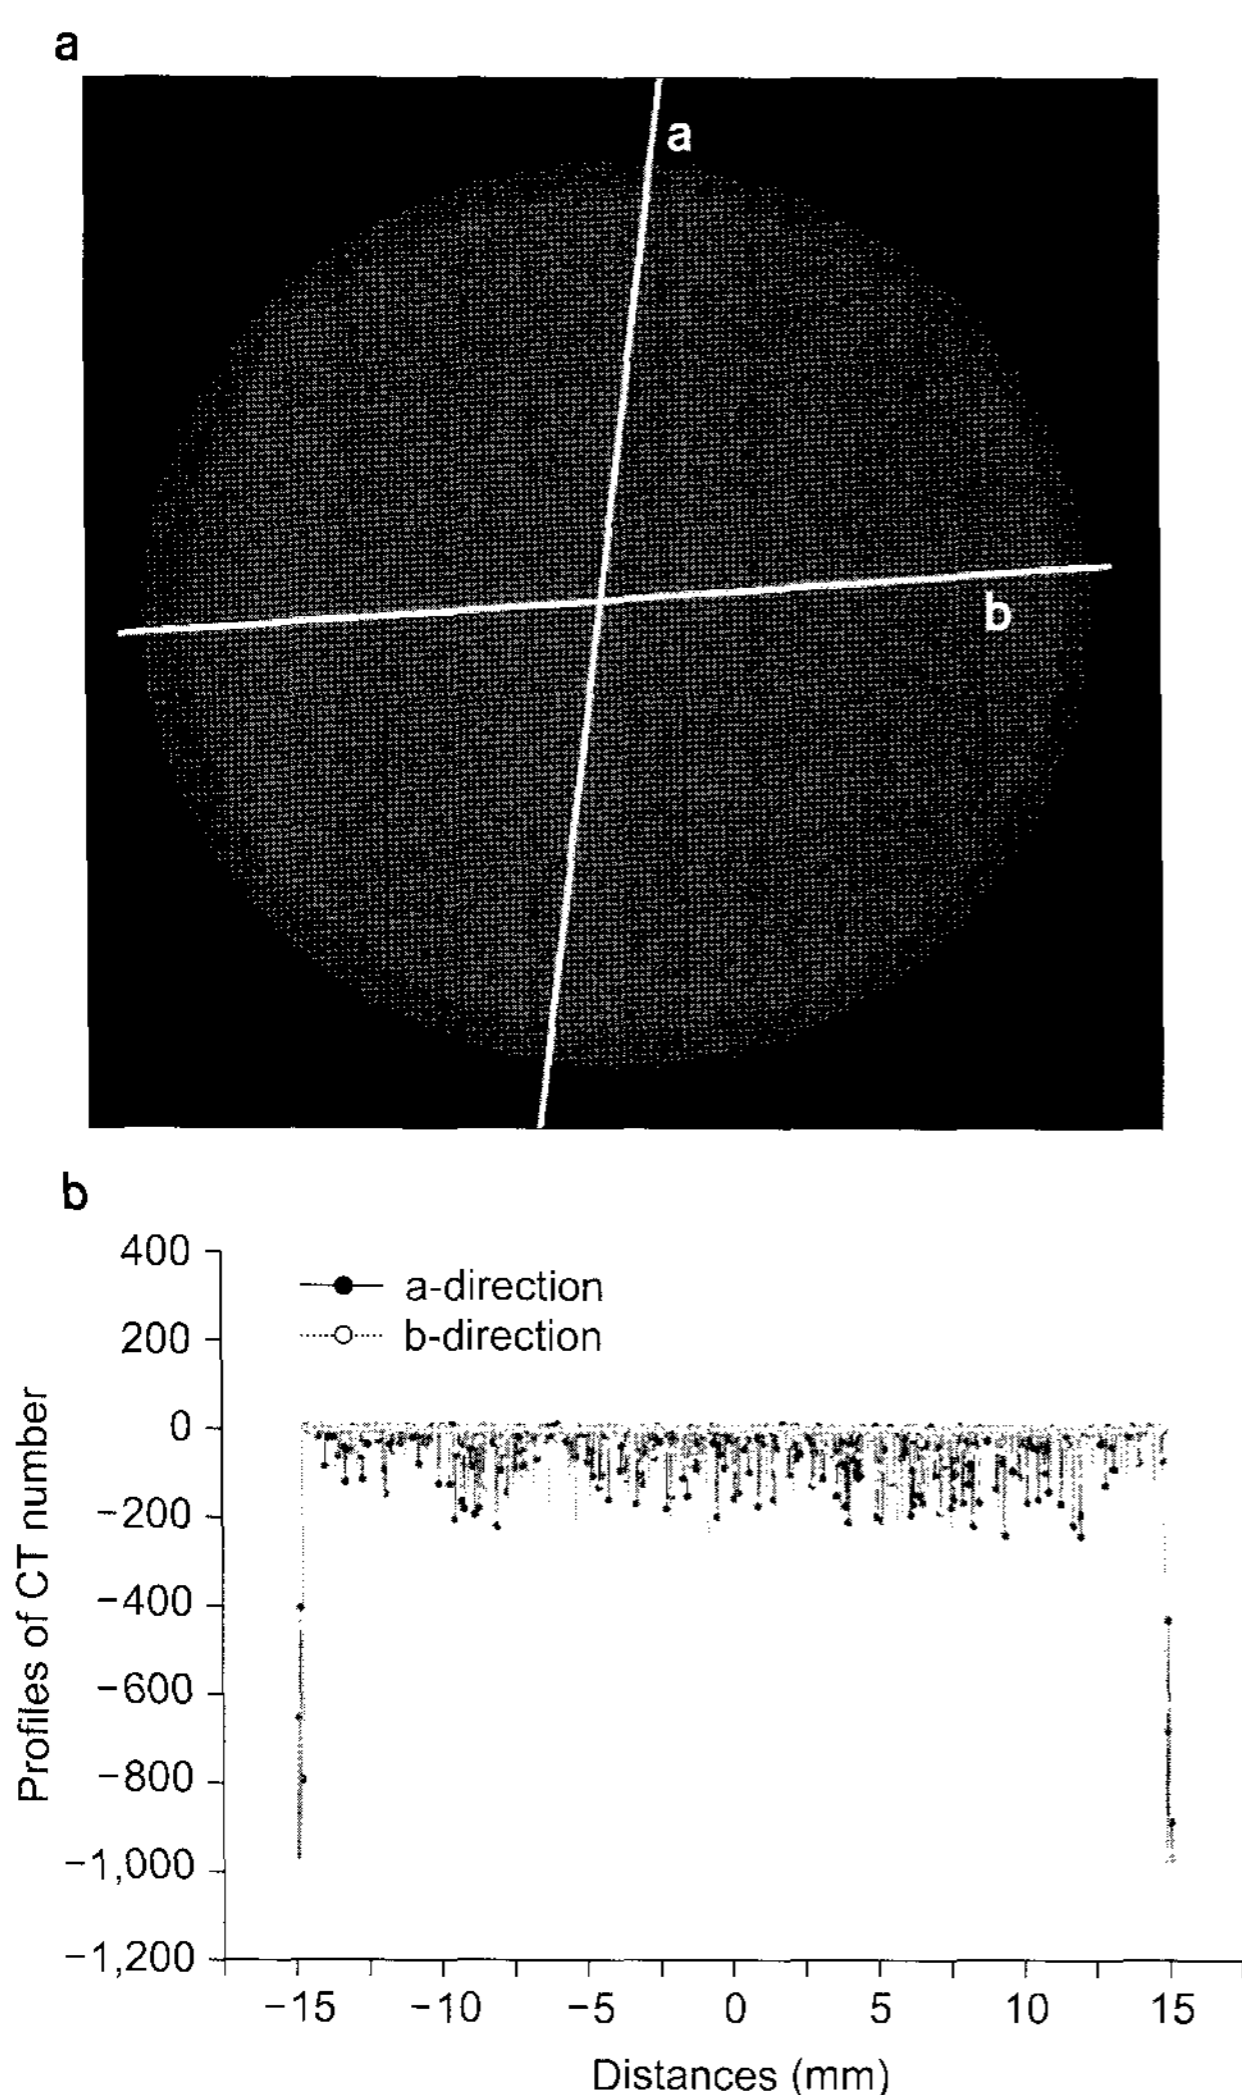 a
a
b
b
400
200
0
−200
−400
−600
−800
−1,000
−1,200
a-direction
b-direction
Profiles of CT number
−15 −10 −5 0 5 10 15
Distances (mm)